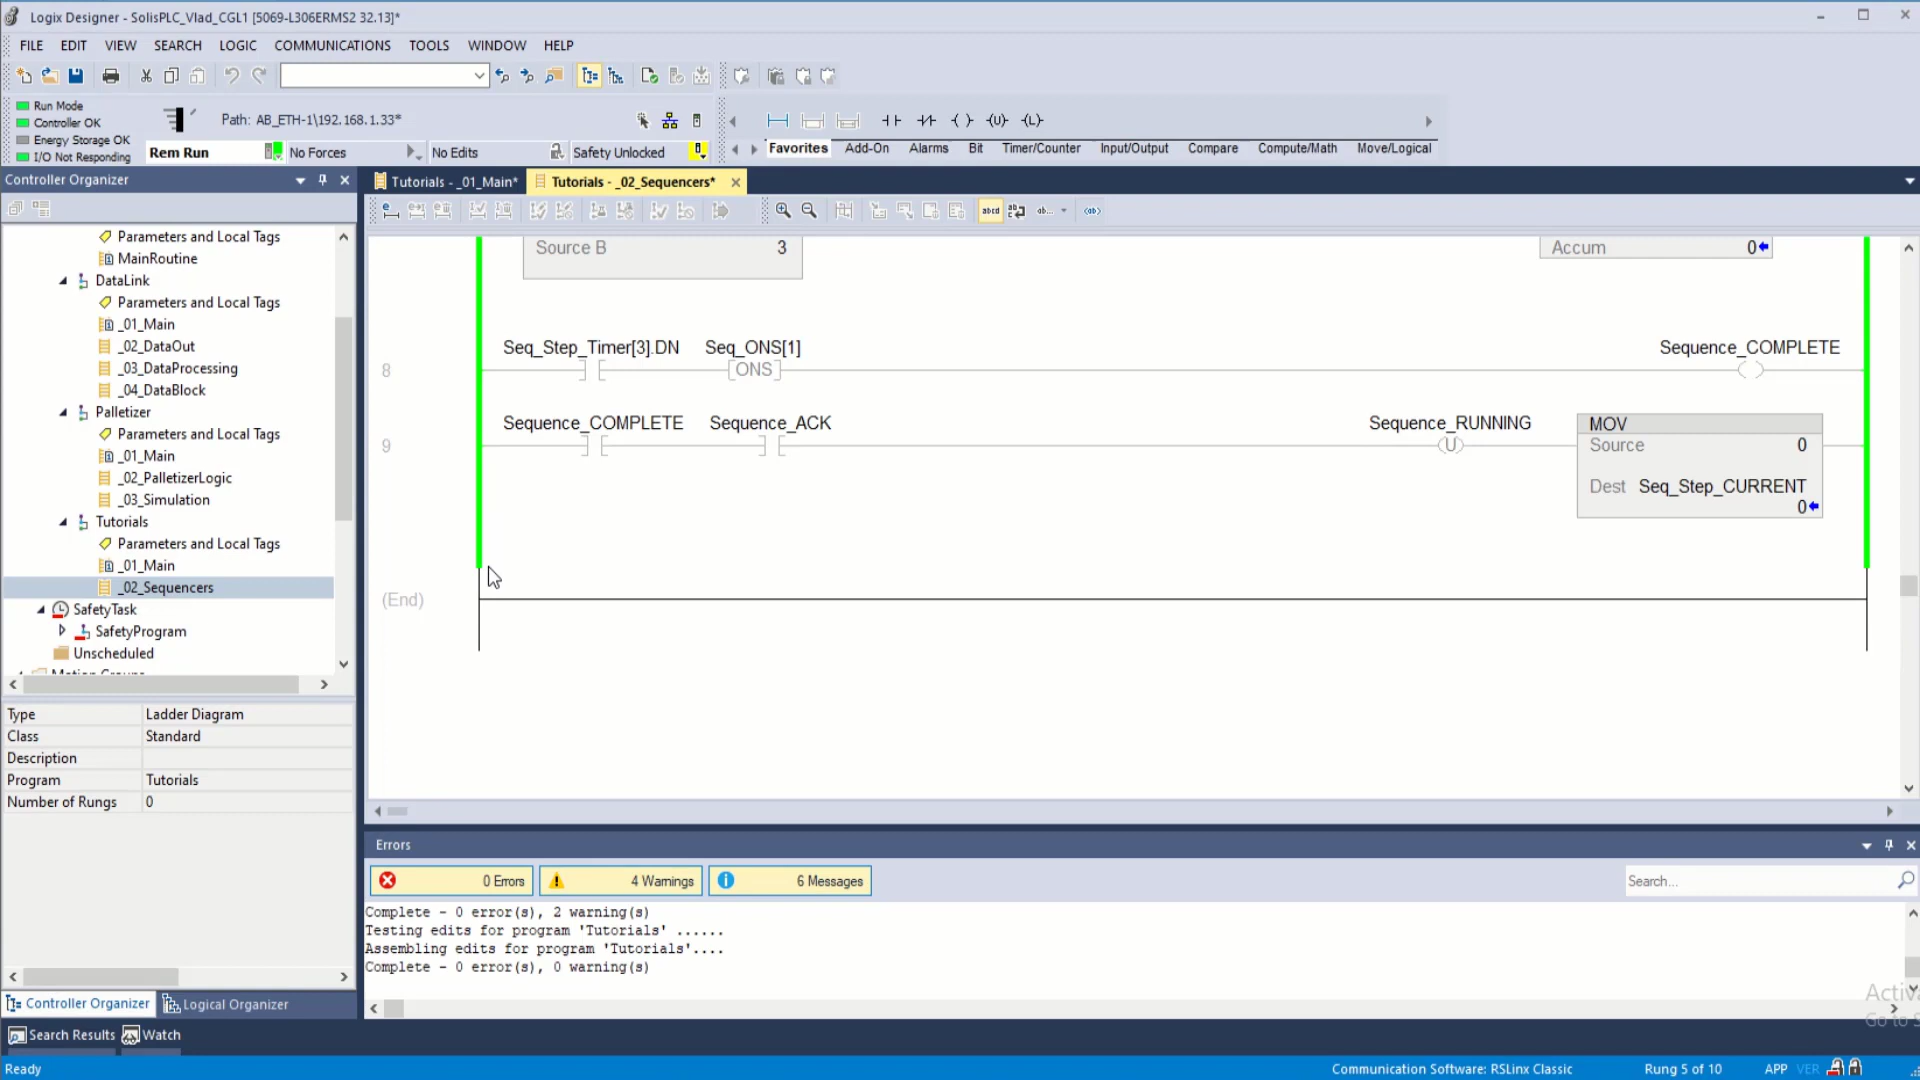 Logix Designer - SolisPLC_Vlad_CGL1 [5069-L306ERMS2 32.13]*
FILE EDIT VIEW SEARCH LOGIC COMMUNICATIONS TOOLS WINDOW HELP
Run Mode
Controller OK
Energy Storage OK
I/O Not Responding
Path: AB_ETH-1\192.168.1.33*
Rem Run No Forces No Edits Safety Unlocked
Favorites Add-On Alarms Bit Timer/Counter Input/Output Compare Compute/Math Move/Logical
Controller Organizer
Tutorials - _01_Main* Tutorials - _02_Sequencers*
Parameters and Local Tags
MainRoutine
DataLink
Parameters and Local Tags
_01_Main
_02_DataOut
_03_DataProcessing
_04_DataBlock
Palletizer
Parameters and Local Tags
_01_Main
_02_PalletizerLogic
_03_Simulation
Tutorials
Parameters and Local Tags
_01_Main
_02_Sequencers
SafetyTask
SafetyProgram
Unscheduled
Motion Groups
Type Ladder Diagram
Class Standard
Description
Program Tutorials
Number of Rungs 0
Controller Organizer Logical Organizer
Source B 3
Accum 0
Seq_Step_Timer[3].DN Seq_ONS[1] Sequence_COMPLETE
8 ONS
Sequence_COMPLETE Sequence_ACK Sequence_RUNNING MOV
9 U Source 0
Dest Seq_Step_CURRENT
0
(End)
Errors
0 Errors 4 Warnings 6 Messages Search...
Complete - 0 error(s), 2 warning(s)
Testing edits for program 'Tutorials' ......
Assembling edits for program 'Tutorials'....
Complete - 0 error(s), 0 warning(s)
Activa
Go to S
Search Results Watch
Ready Communication Software: RSLinx Classic Rung 5 of 10 APP VER